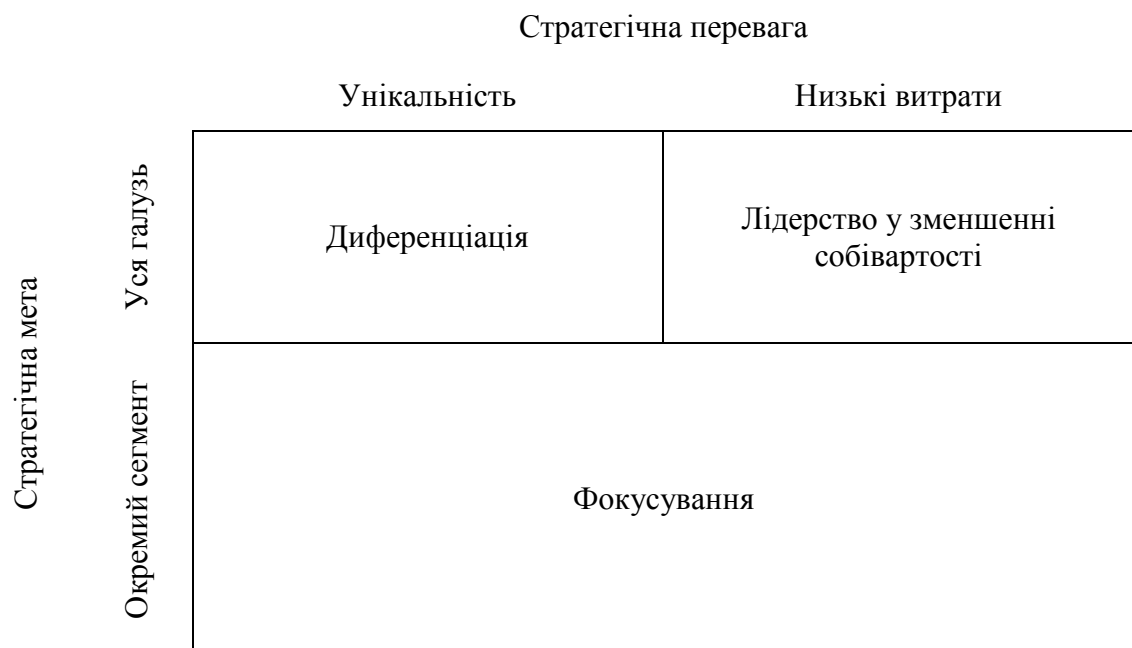 Стратегічна перевага
Унікальність
Низькі витрати
Стратегічна мета
Уся галузь
Диференціація
Лідерство у зменшенні
собівартості
Окремий сегмент
Фокусування